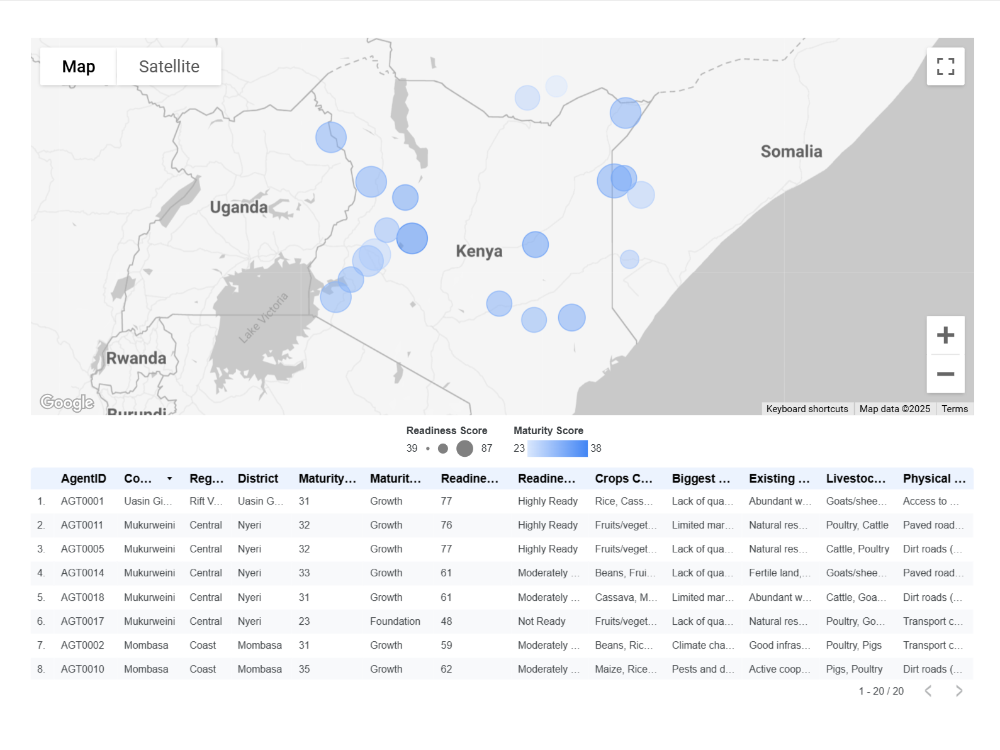 Map Satellite
Somalia
Uganda
Kenya
Lake Victoria
Rwanda
Google
Burundi
Keyboard shortcuts Map data ©2025 Terms
Readiness Score Maturity Score
39 87 23 38
AgentID Co... Reg... District Maturity... Maturit... Readine... Readine... Crops C... Biggest ... Existing ... Livestoc... Physical ...
1. AGT0001 Uasin Gi... Rift V... Uasin G... 31 Growth 77 Highly Ready Rice, Cass... Lack of qua... Abundant w... Goats/shee... Access to ...
2. AGT0011 Mukurweini Central Nyeri 32 Growth 76 Highly Ready Fruits/veget... Limited mar... Natural res... Poultry, Cattle Paved road...
3. AGT0005 Mukurweini Central Nyeri 32 Growth 77 Highly Ready Fruits/veget... Lack of qua... Natural res... Cattle, Poultry Dirt roads (...
4. AGT0014 Mukurweini Central Nyeri 33 Growth 61 Moderately ... Beans, Frui... Lack of qua... Fertile land,... Goats/shee... Paved road...
5. AGT0018 Mukurweini Central Nyeri 31 Growth 61 Moderately ... Cassava, M... Limited mar... Abundant w... Cattle, Goa... Dirt roads (...
6. AGT0017 Mukurweini Central Nyeri 23 Foundation 48 Not Ready Fruits/veget... Lack of qua... Natural res... Poultry, Go... Transport c...
7. AGT0002 Mombasa Coast Mombasa 31 Growth 59 Moderately ... Beans, Ric... Climate cha... Good infras... Poultry, Pigs Transport c...
8. AGT0010 Mombasa Coast Mombasa 35 Growth 62 Moderately ... Maize, Rice... Pests and d... Active coop... Pigs, Poultry Dirt roads (...
1 - 20 / 20